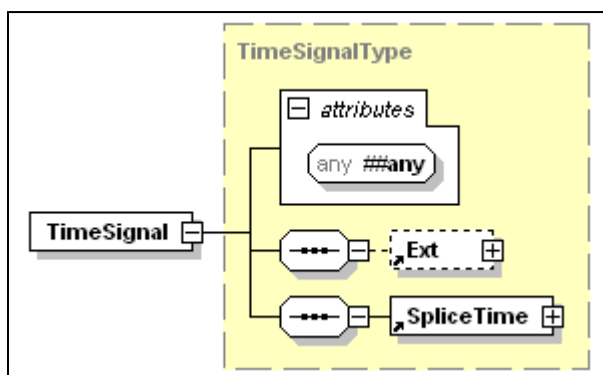 TimeSignalType
attributes
any ##any
TimeSignal
Ext
SpliceTime